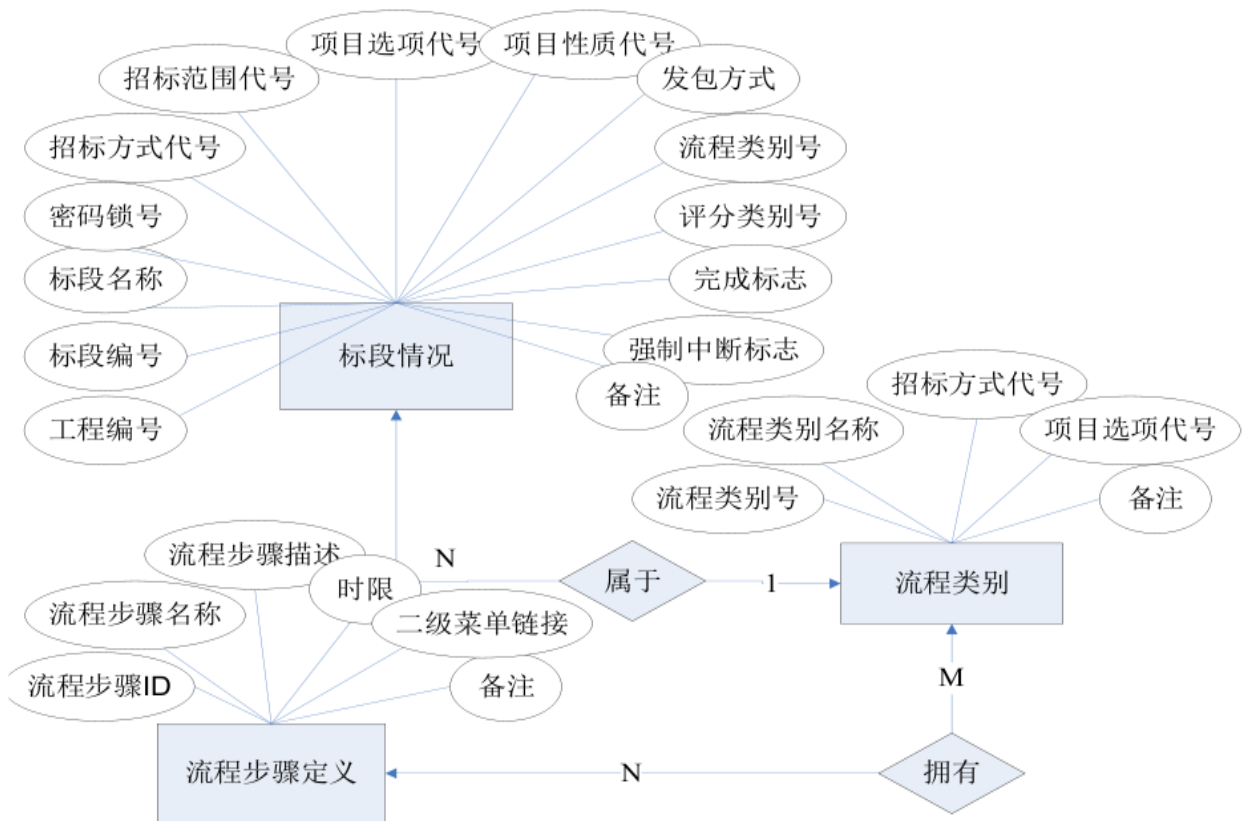 项目选项代号
项目性质代号
招标范围代号
发包方式
招标方式代号
流程类别号
密码锁号
评分类别号
标段名称
完成标志
标段编号
标段情况
强制中断标志
备注
工程编号
招标方式代号
流程类别名称
项目选项代号
流程类别号
备注
流程步骤描述
N
时限
属于
1
流程类别
流程步骤名称
二级菜单链接
流程步骤ID
备注
M
流程步骤定义
N
拥有